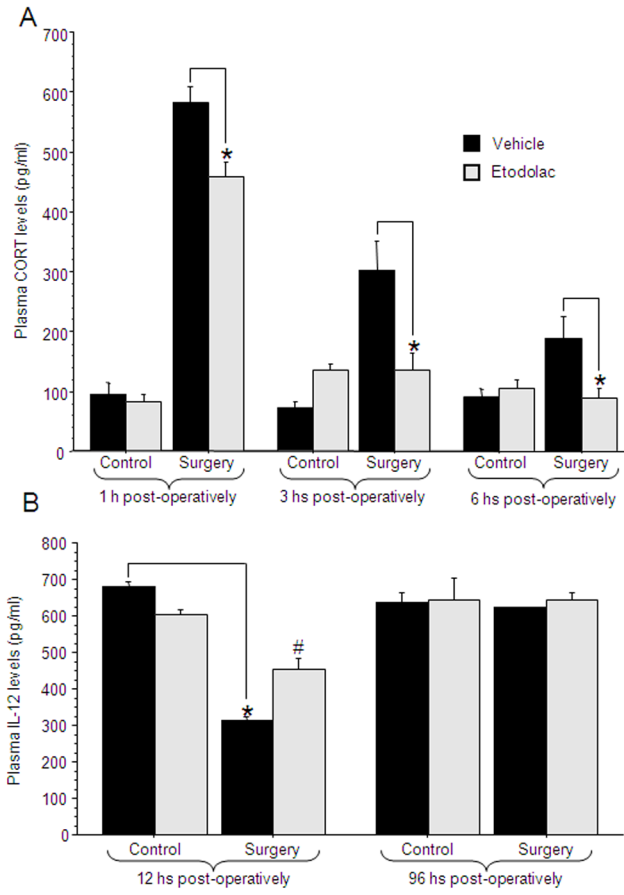 A
Plasma CORT levels (pg/ml)
700
600
500
400
300
200
100
0
*
*
*
Vehicle
Etodolac
Control Surgery Control Surgery Control Surgery
1 h post-operatively 3 hs post-operatively 6 hs post-operatively
B
Plasma IL-12 levels (pg/ml)
800
700
600
500
400
300
200
100
0
#
*
Control Surgery Control Surgery
12 hs post-operatively 96 hs post-operatively